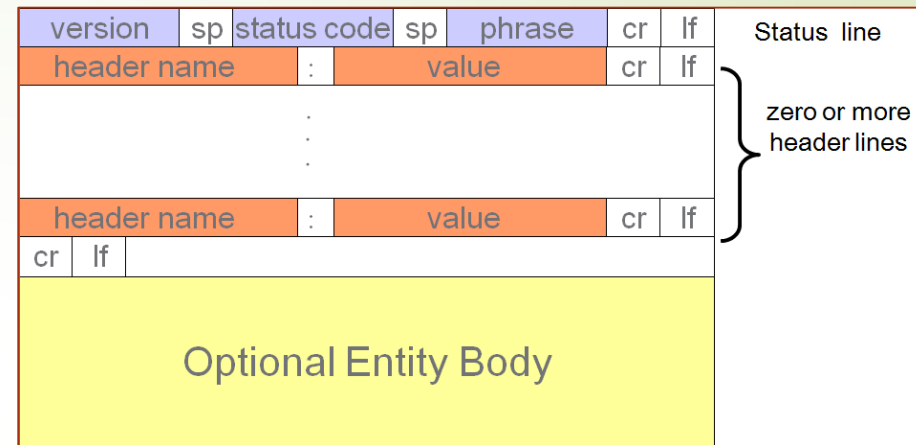 version sp status code sp phrase cr lf Status line
header name : value cr lf
zero or more
header lines
.
.
.
header name : value cr lf
cr lf
Optional Entity Body